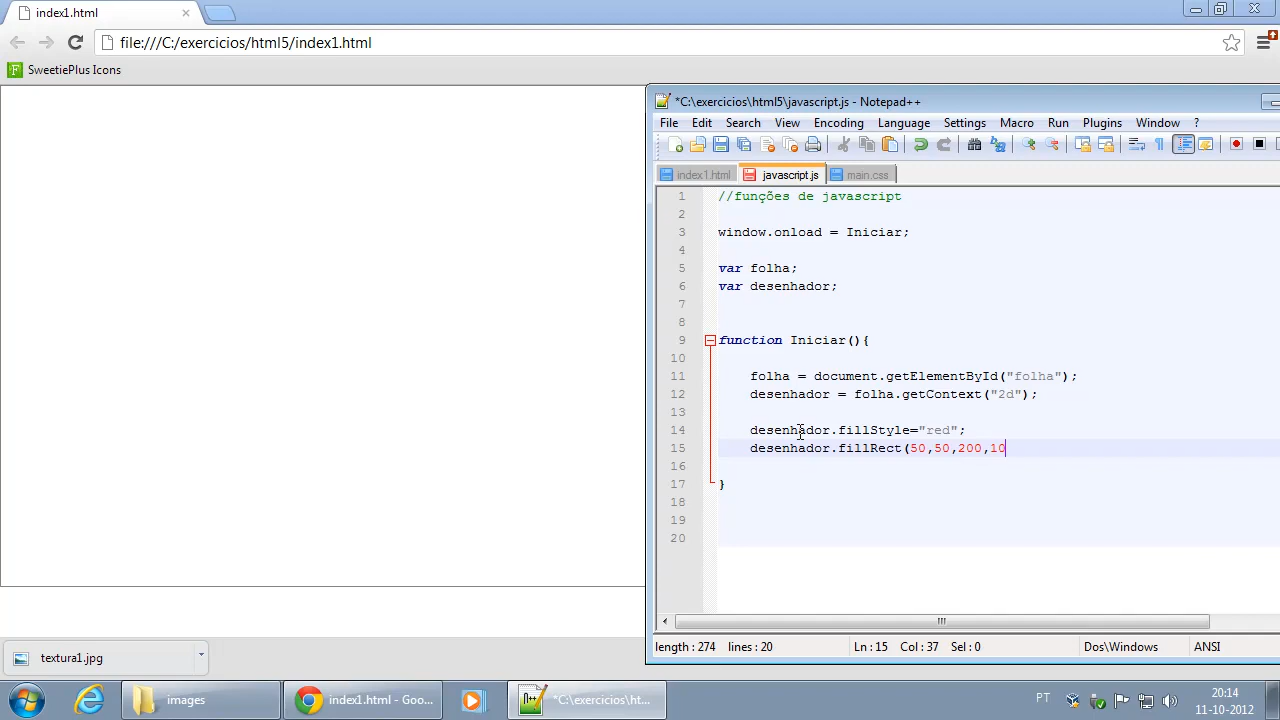 index1.html
file:///C:/exercicios/html5/index1.html
SweetiePlus Icons
*C:\exercicios\html5\javascript.js - Notepad++
File Edit Search View Encoding Language Settings Macro Run Plugins Window ?
index1.html javascript.js main.css
1 //funções de javascript
2
3 window.onload = Iniciar;
4
5 var folha;
6 var desenhador;
7
8
9 function Iniciar(){
10
11 folha = document.getElementById("folha");
12 desenhador = folha.getContext("2d");
13
14 desenhador.fillStyle="red";
15 desenhador.fillRect(50,50,200,10
16
17 }
18
19
20
length : 274 lines : 20 Ln : 15 Col : 37 Sel : 0 Dos\Windows ANSI
textura1.jpg
images
index1.html - Goo...
*C:\exercicios\ht...
PT
20:14
11-10-2012